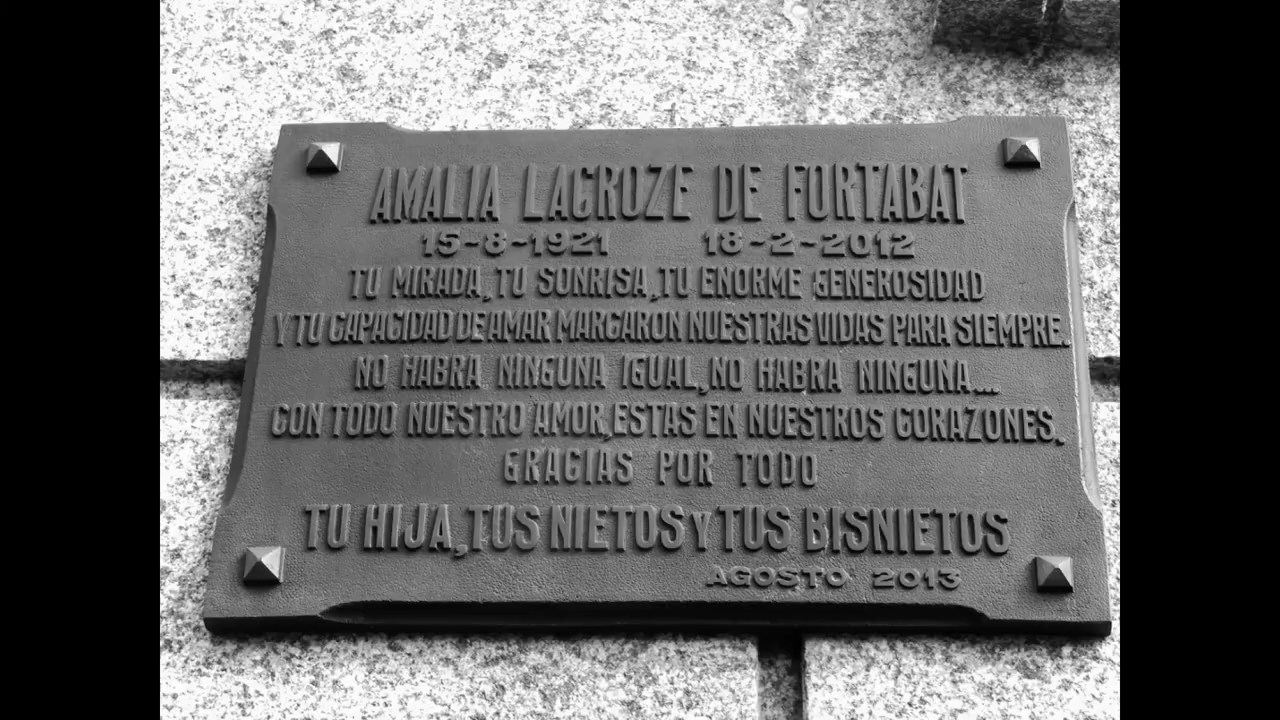 AMALIA LACROZE DE FORTABAT
15-8-1921 18-2-2012
TU MIRADA, TU SONRISA, TU ENORME GENEROSIDAD
Y TU CAPACIDAD DE AMAR, MARCARON NUESTRAS VIDAS PARA SIEMPRE.
NO HABRA NINGUNA IGUAL, NO HABRA NINGUNA...
CON TODO NUESTRO AMOR, ESTAS EN NUESTROS CORAZONES.
GRACIAS POR TODO
TU HIJA, TUS NIETOS Y TUS BISNIETOS
AGOSTO 2013